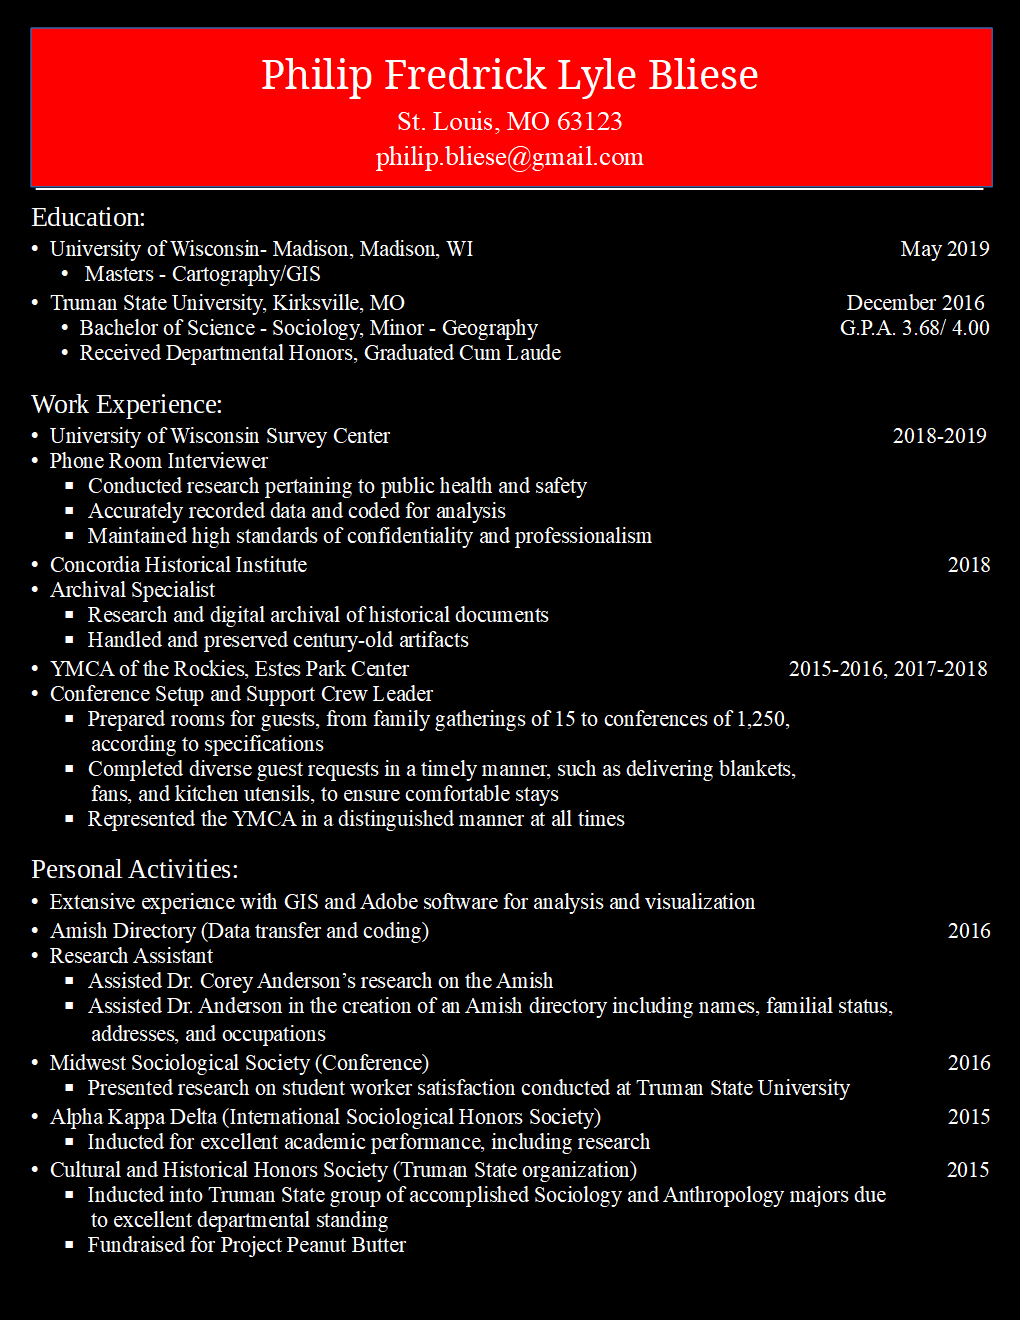 Philip Fredrick Lyle Bliese
St. Louis, MO 63123
philip.bliese@gmail.com
Education:
• University of Wisconsin- Madison, Madison, WI May 2019
• Masters - Cartography/GIS
• Truman State University, Kirksville, MO December 2016
• Bachelor of Science - Sociology, Minor - Geography G.P.A. 3.68/ 4.00
• Received Departmental Honors, Graduated Cum Laude
Work Experience:
• University of Wisconsin Survey Center 2018-2019
• Phone Room Interviewer
▪ Conducted research pertaining to public health and safety
▪ Accurately recorded data and coded for analysis
▪ Maintained high standards of confidentiality and professionalism
• Concordia Historical Institute 2018
• Archival Specialist
▪ Research and digital archival of historical documents
▪ Handled and preserved century-old artifacts
• YMCA of the Rockies, Estes Park Center 2015-2016, 2017-2018
• Conference Setup and Support Crew Leader
▪ Prepared rooms for guests, from family gatherings of 15 to conferences of 1,250,
according to specifications
▪ Completed diverse guest requests in a timely manner, such as delivering blankets,
fans, and kitchen utensils, to ensure comfortable stays
▪ Represented the YMCA in a distinguished manner at all times
Personal Activities:
• Extensive experience with GIS and Adobe software for analysis and visualization
• Amish Directory (Data transfer and coding) 2016
• Research Assistant
▪ Assisted Dr. Corey Anderson’s research on the Amish
▪ Assisted Dr. Anderson in the creation of an Amish directory including names, familial status,
addresses, and occupations
• Midwest Sociological Society (Conference) 2016
▪ Presented research on student worker satisfaction conducted at Truman State University
• Alpha Kappa Delta (International Sociological Honors Society) 2015
▪ Inducted for excellent academic performance, including research
• Cultural and Historical Honors Society (Truman State organization) 2015
▪ Inducted into Truman State group of accomplished Sociology and Anthropology majors due
to excellent departmental standing
▪ Fundraised for Project Peanut Butter